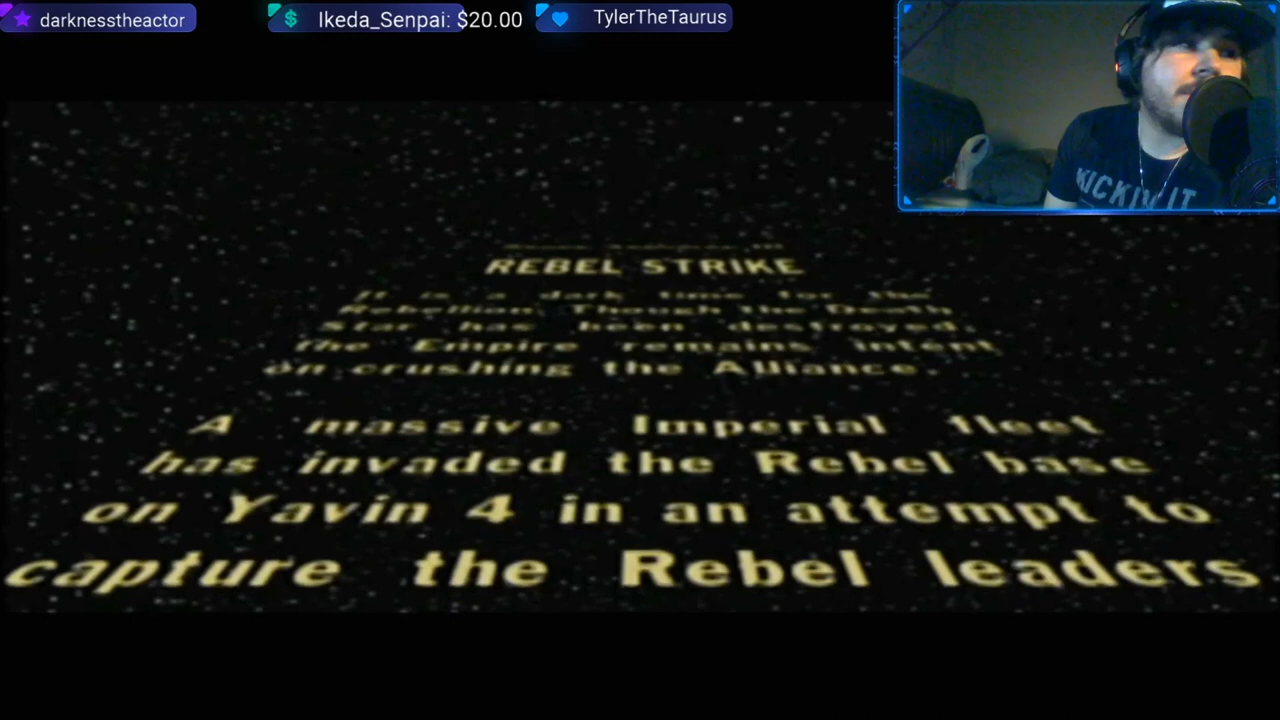 darknesstheactor
Ikeda_Senpai: $20.00
TylerTheTaurus
KICKIN IT
REBEL STRIKE
It is a dark time for the
Rebellion. Though the Death
Star has been destroyed,
the Empire remains intent
on crushing the Alliance.
A massive Imperial fleet
has invaded the Rebel base
on Yavin 4 in an attempt to
capture the Rebel leaders